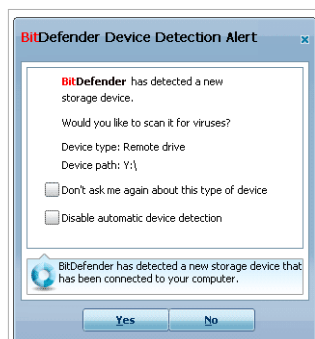 BitDefender Device Detection Alert x
BitDefender has detected a new
storage device.
Would you like to scan it for viruses?
Device type: Remote drive
Device path: Y:\
Don't ask me again about this type of device
Disable automatic device detection
BitDefender has detected a new storage device that
has been connected to your computer.
Yes No